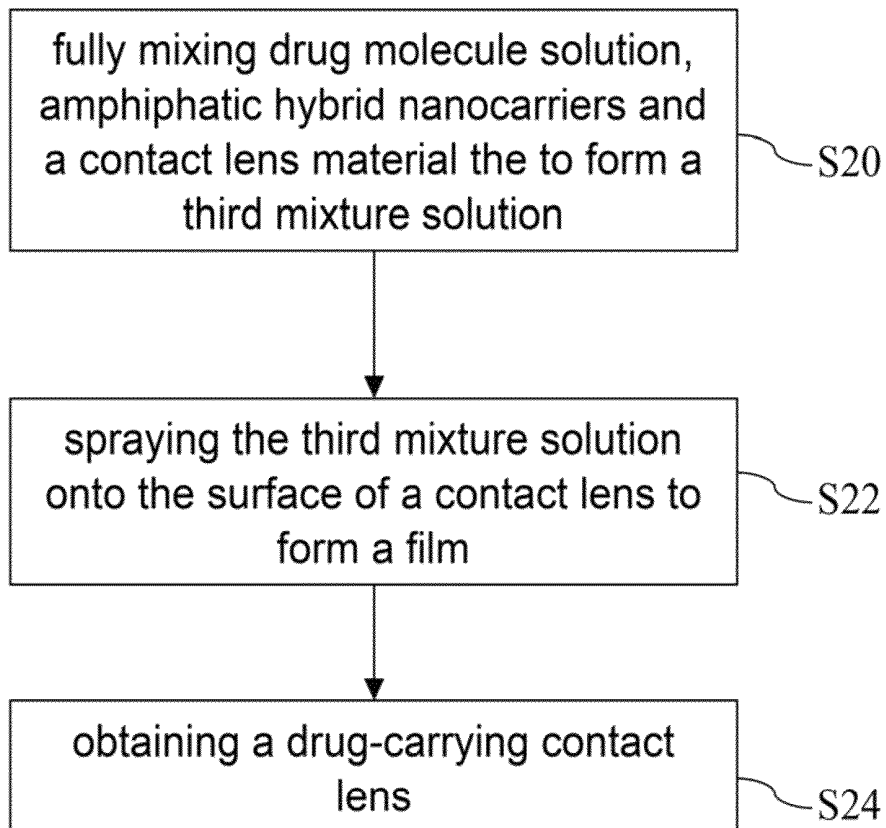 fully mixing drug molecule solution,
amphiphatic hybrid nanocarriers and
a contact lens material the to form a
third mixture solution
S20
spraying the third mixture solution
onto the surface of a contact lens to
form a film
S22
obtaining a drug-carrying contact
lens
S24